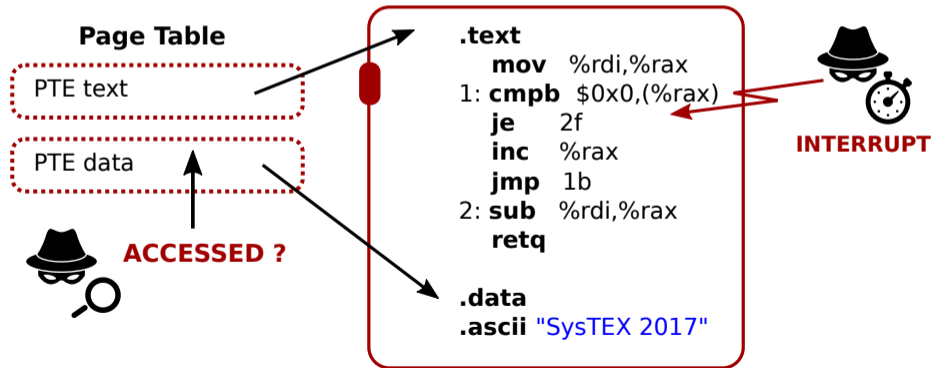 Page Table
PTE text
PTE data
ACCESSED ?
.text
mov %rdi,%rax
1: cmpb $0x0,(%rax)
je 2f
inc %rax
jmp 1b
2: sub %rdi,%rax
retq
.data
.ascii "SysTEX 2017"
INTERRUPT